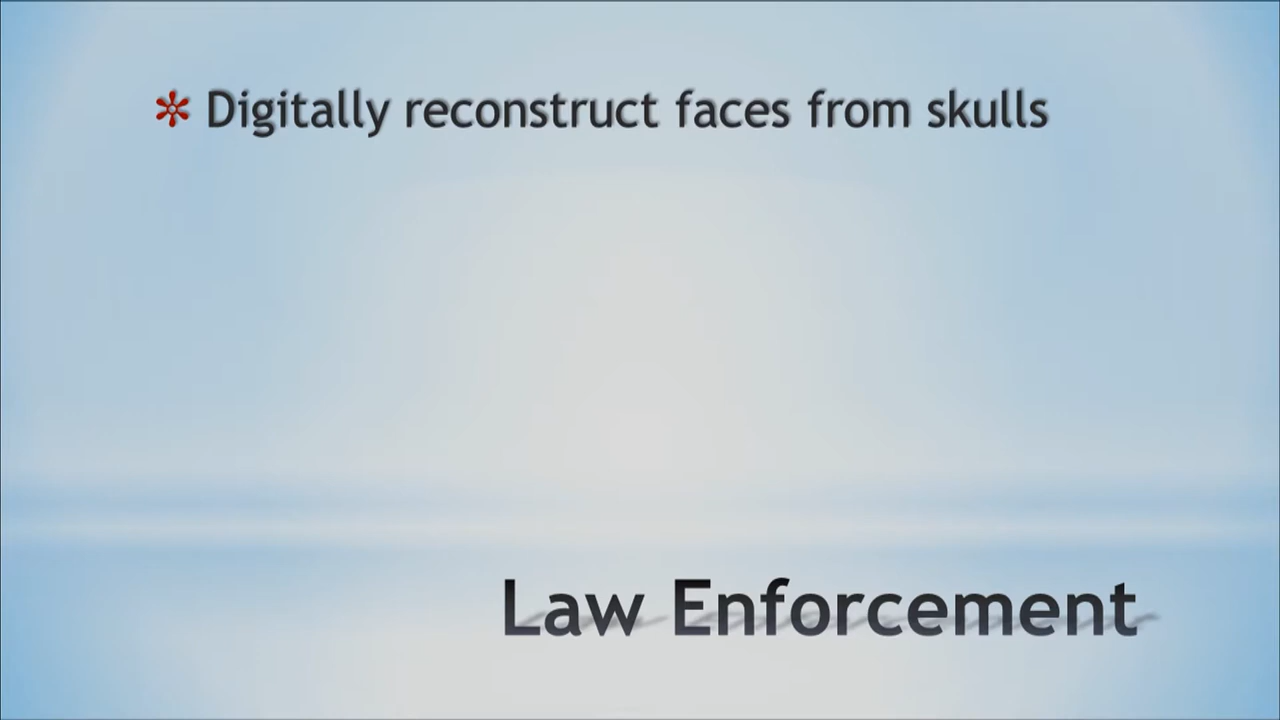 ✻ Digitally reconstruct faces from skulls
Law Enforcement